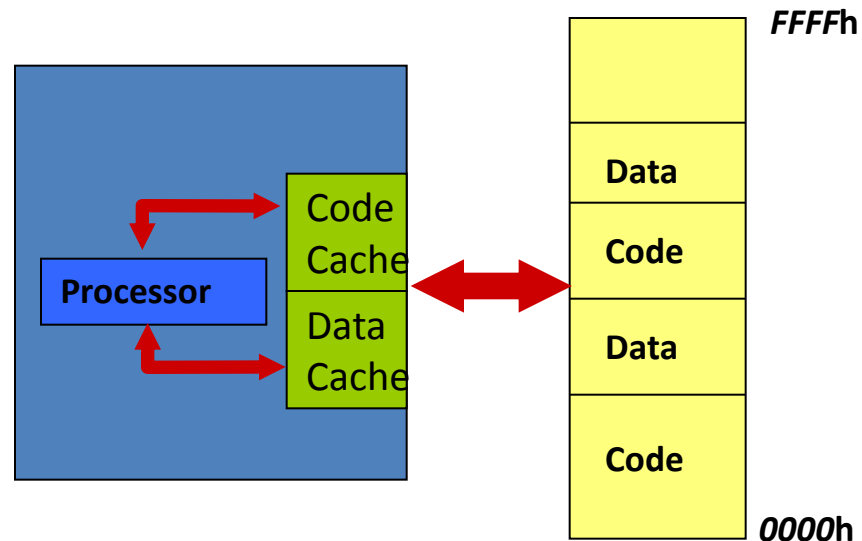 FFFFh
Data
Code
Cache
Code
Processor
Data
Cache
Data
Code
0000h